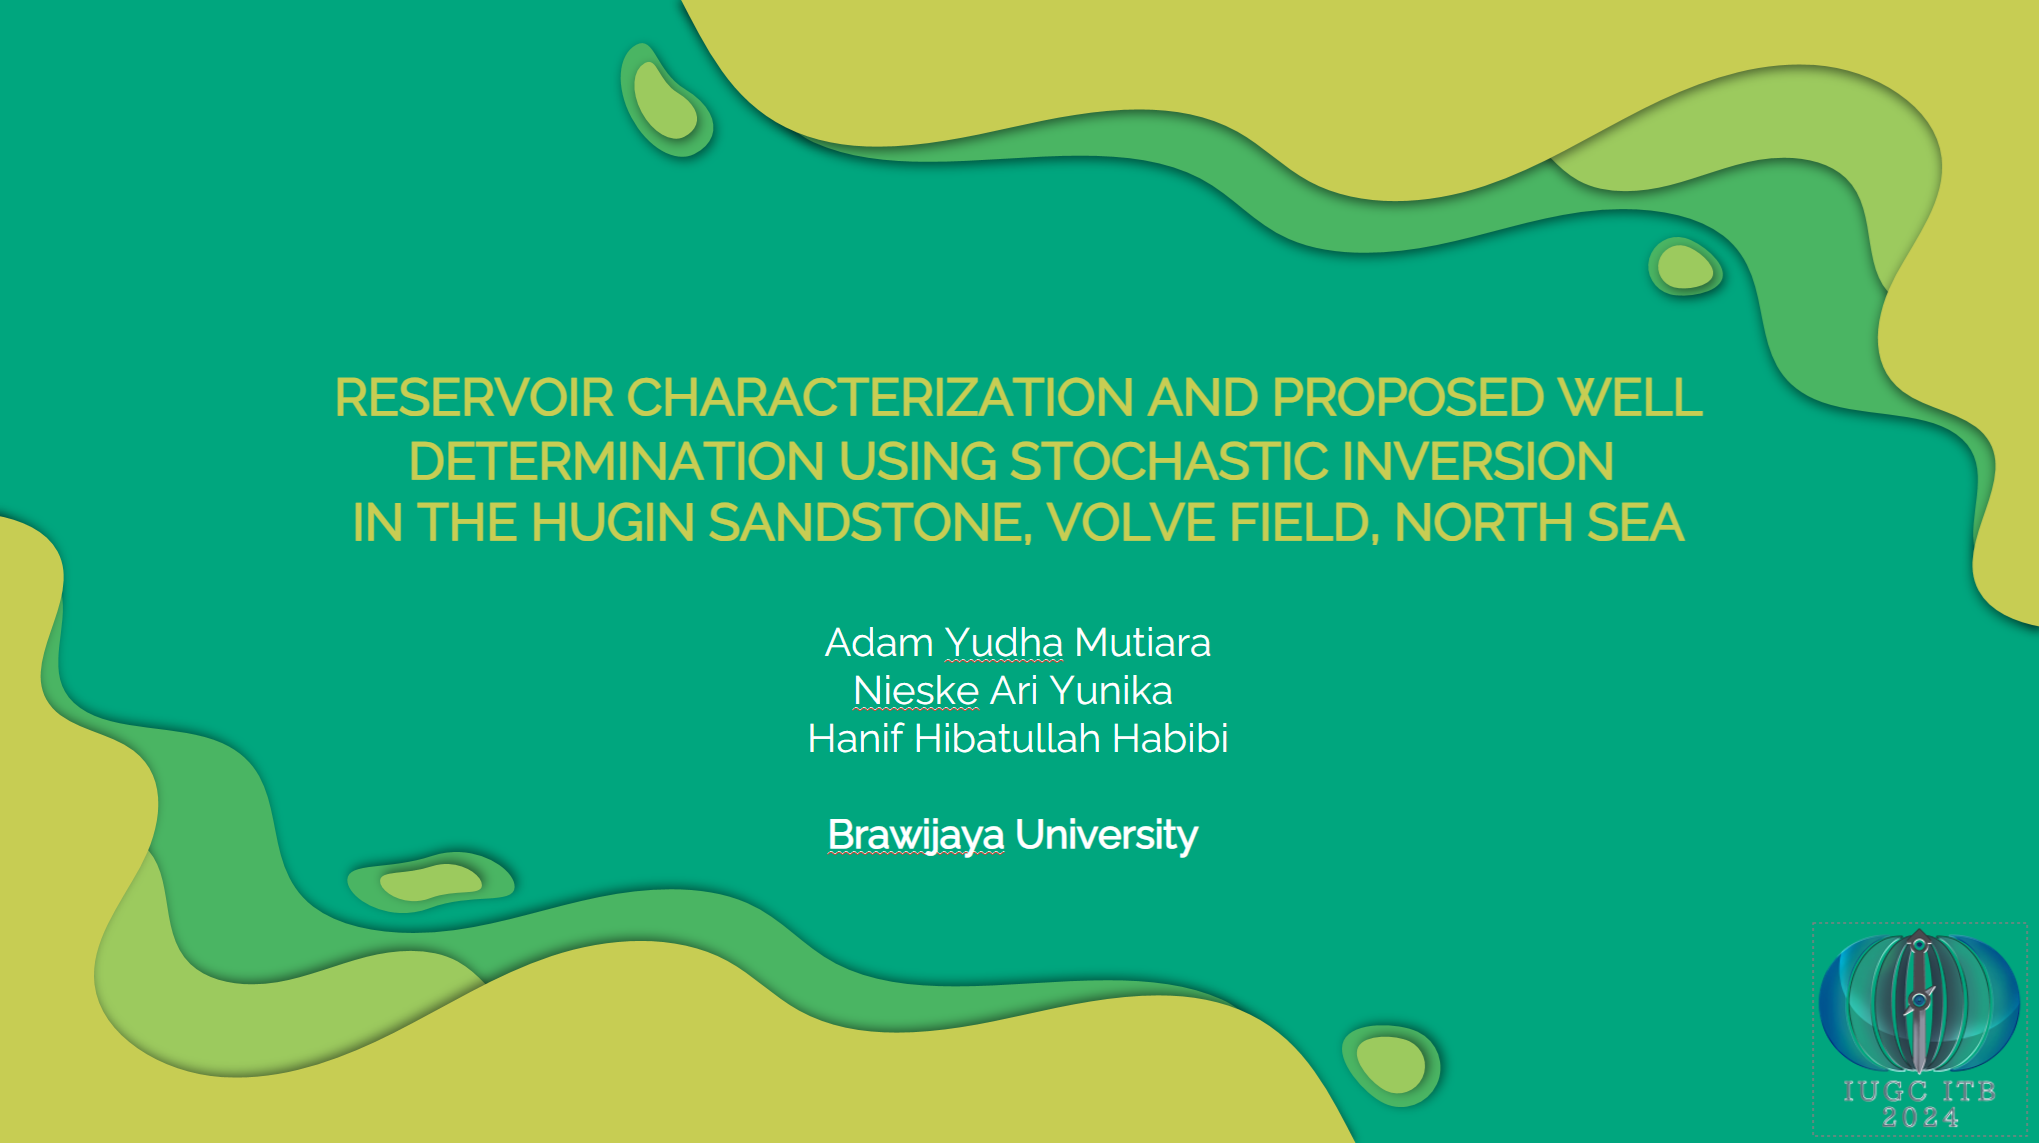 RESERVOIR CHARACTERIZATION AND PROPOSED WELL
DETERMINATION USING STOCHASTIC INVERSION
IN THE HUGIN SANDSTONE, VOLVE FIELD, NORTH SEA
Adam Yudha Mutiara
Nieske Ari Yunika
Hanif Hibatullah Habibi
Brawijaya University
IUGC ITB
2024